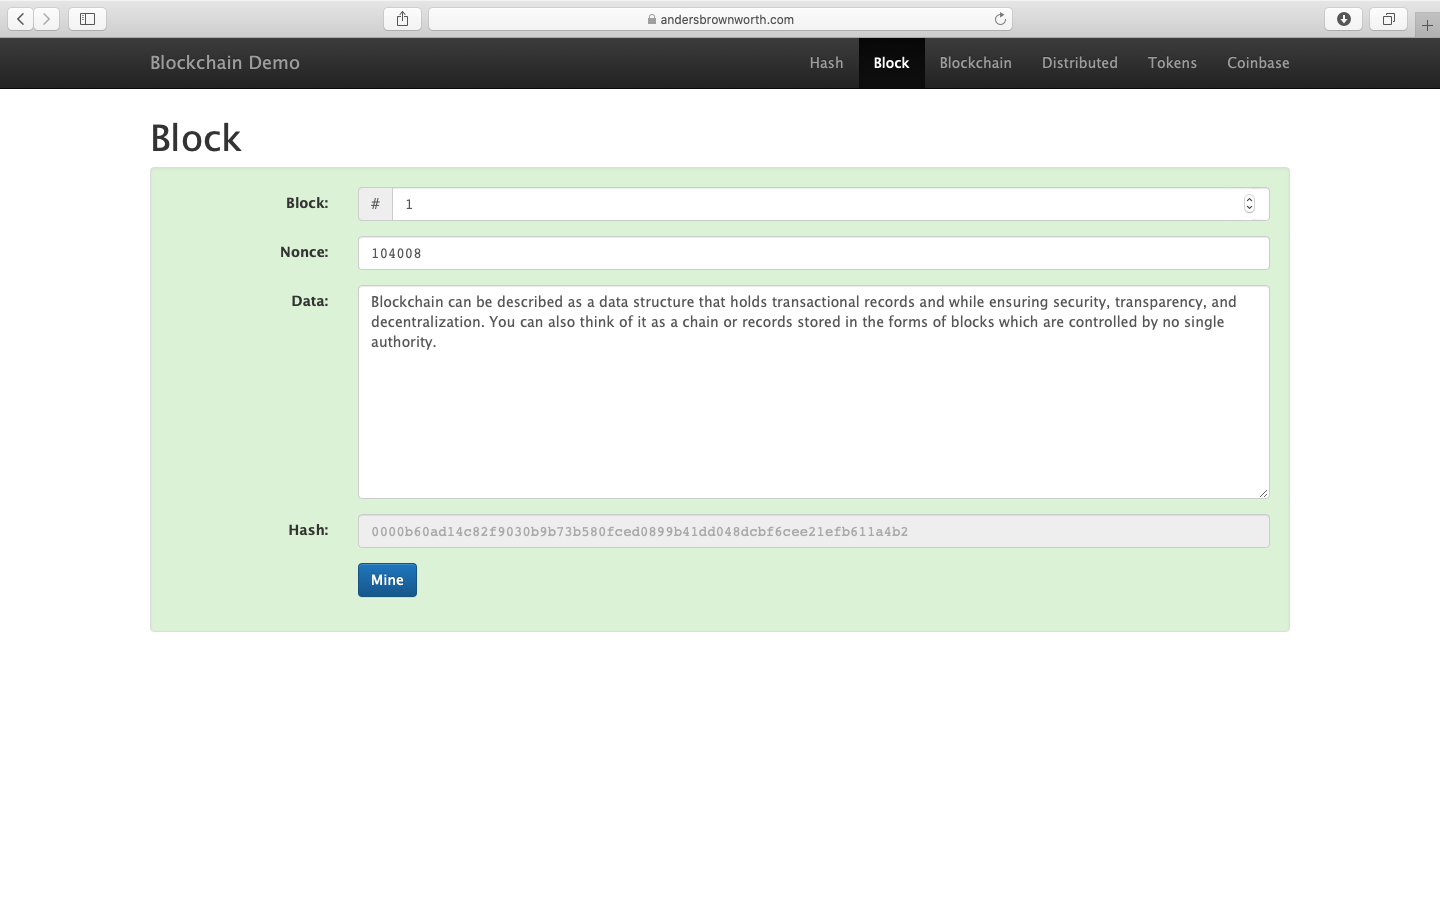 andersbrownworth.com
Blockchain Demo
Hash
Block
Blockchain
Distributed
Tokens
Coinbase
Block
Block:
#
1
Nonce:
104008
Data:
Blockchain can be described as a data structure that holds transactional records and while ensuring security, transparency, and
decentralization. You can also think of it as a chain or records stored in the forms of blocks which are controlled by no single
authority.
Hash:
0000b60ad14c82f9030b9b73b580fced0899b41dd048dcbf6cee21efb611a4b2
Mine